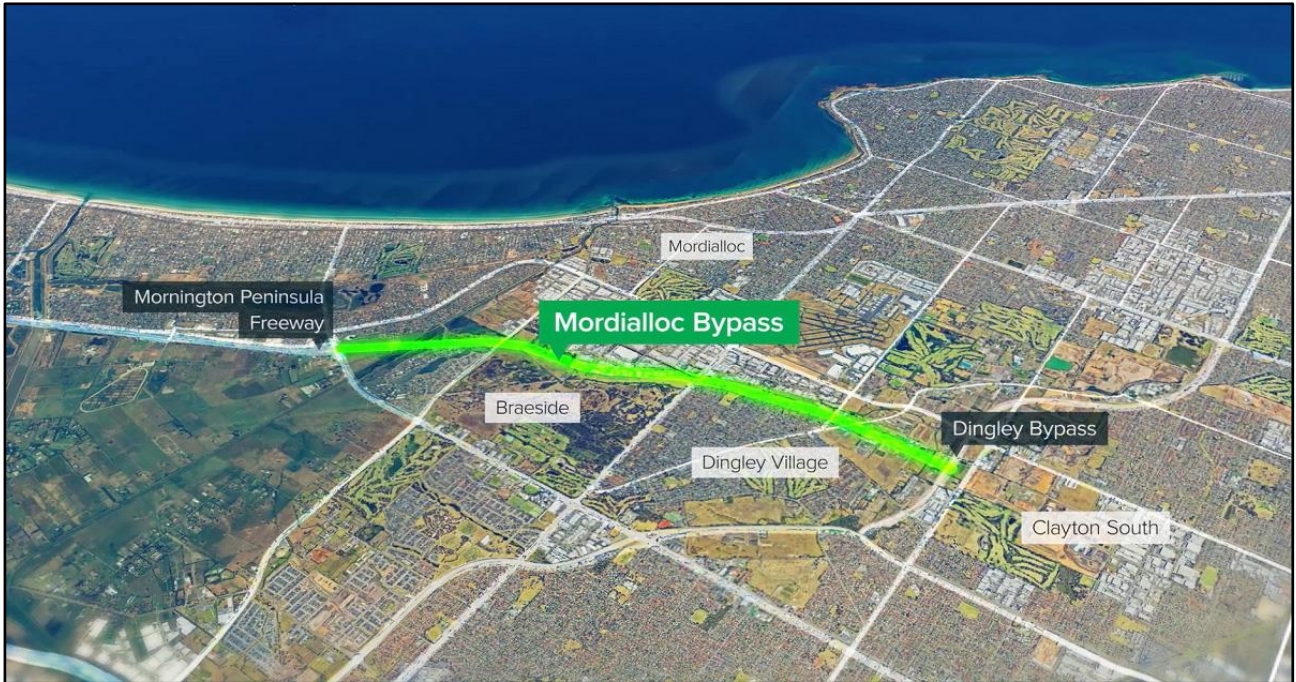 Mordialloc
Mornington Peninsula
Freeway
Mordialloc Bypass
Braeside
Dingley Bypass
Dingley Village
Clayton South